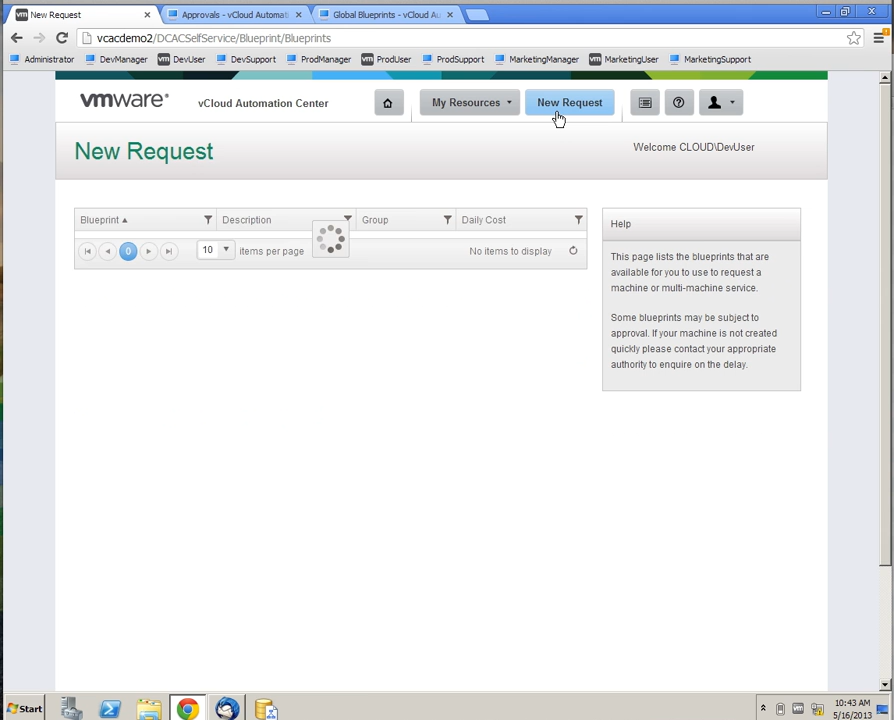 New Request
Approvals - vCloud Automati
Global Blueprints - vCloud Au
vcacdemo2/DCACSelfService/Blueprint/Blueprints
Administrator DevManager DevUser DevSupport ProdManager ProdUser ProdSupport MarketingManager MarketingUser MarketingSupport
vmware® vCloud Automation Center My Resources New Request
New Request
Welcome CLOUD\DevUser
Blueprint Description Group Daily Cost
0 10 items per page No items to display
Help
This page lists the blueprints that are
available for you to use to request a
machine or multi-machine service.
Some blueprints may be subject to
approval. If your machine is not created
quickly please contact your appropriate
authority to enquire on the delay.
Start
10:43 AM
5/16/2013